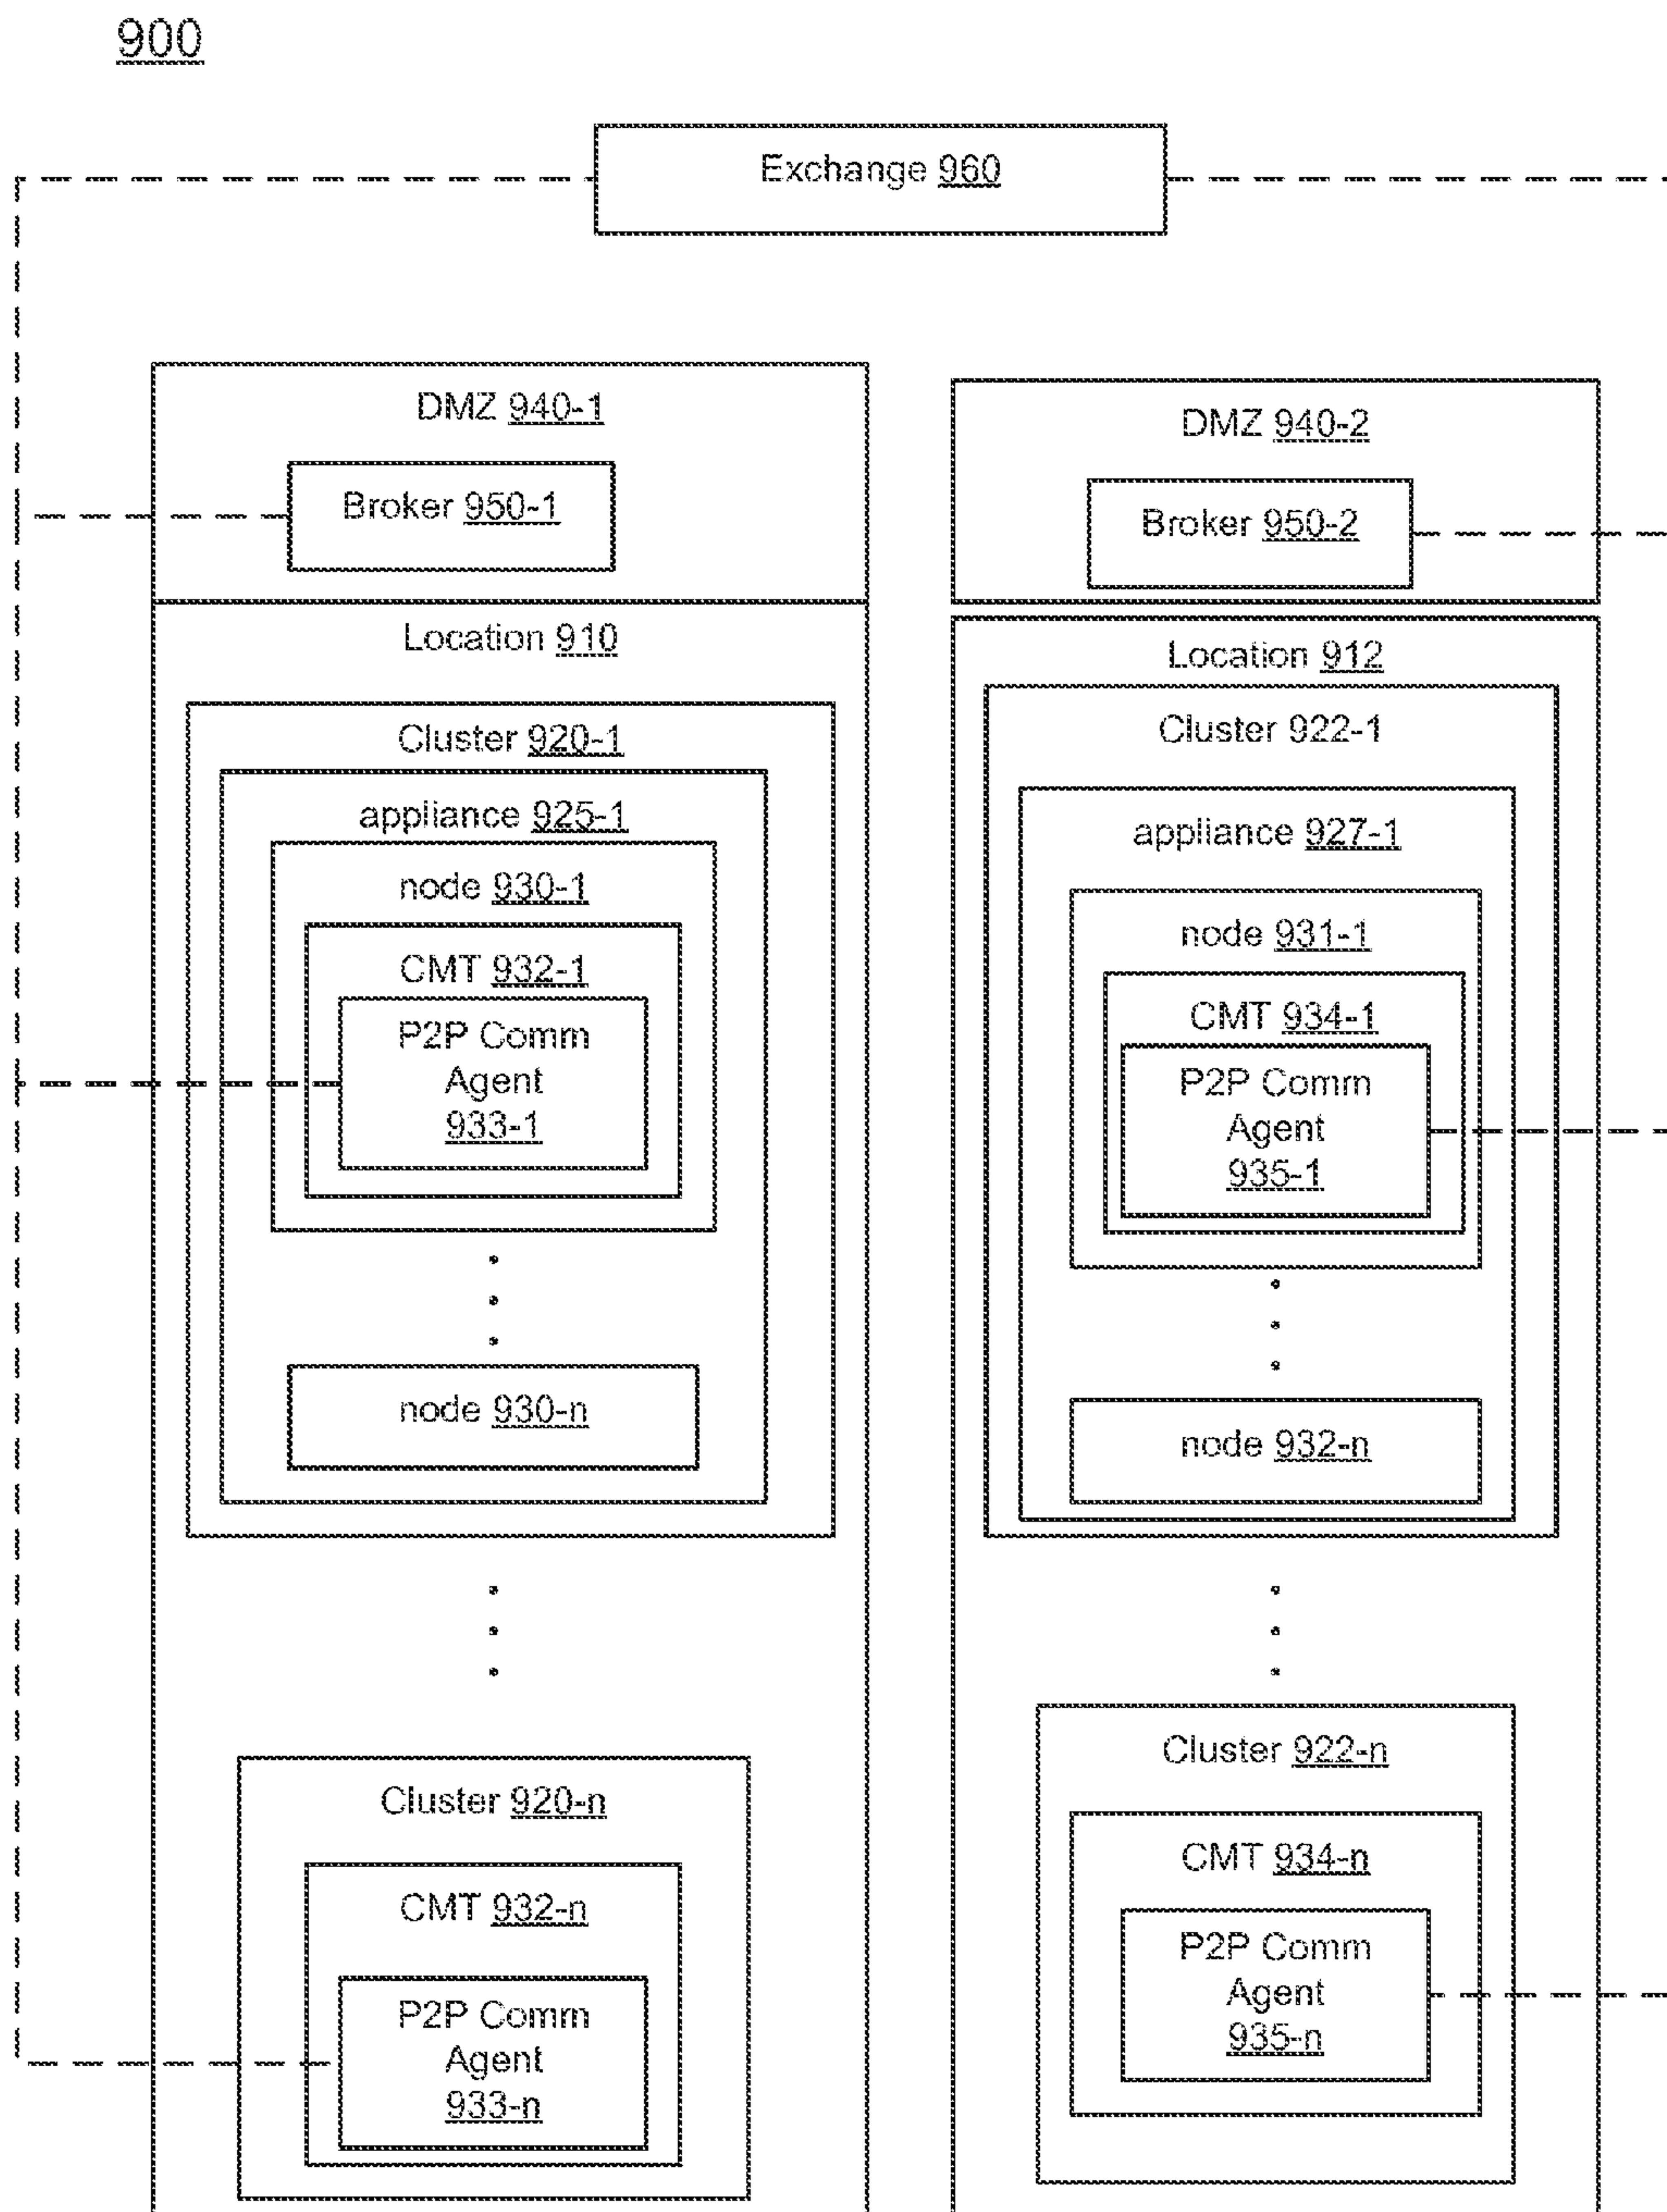 900
Exchange 960
DMZ 940-1
Broker 950-1
Location 910
Cluster 920-1
appliance 925-1
node 930-1
CMT 932-1
P2P Comm
Agent
933-1
node 930-n
Cluster 920-n
CMT 932-n
P2P Comm
Agent
933-n
DMZ 940-2
Broker 950-2
Location 912
Cluster 922-1
appliance 927-1
node 931-1
CMT 934-1
P2P Comm
Agent
935-1
node 932-n
Cluster 922-n
CMT 934-n
P2P Comm
Agent
935-n